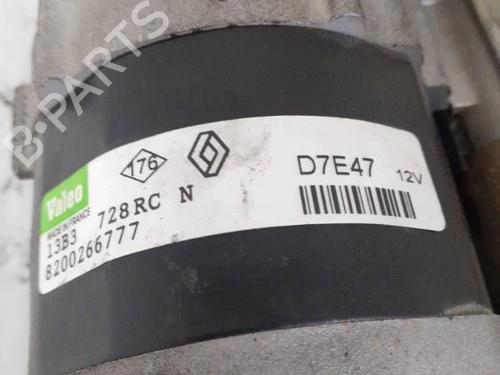 Valeo
MADE IN FRANCE
176
D7E47 12V
13B3 728RC N
8200266777
B-PARTS